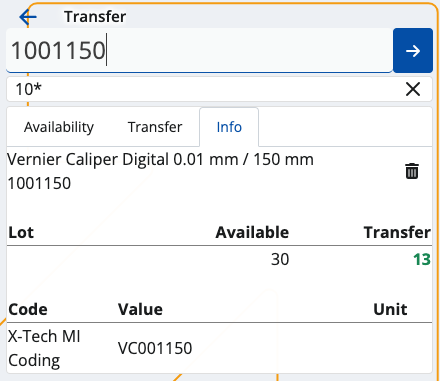 Transfer
1001150
10*
Availability Transfer Info
Vernier Caliper Digital 0.01 mm / 150 mm
1001150
Lot Available Transfer
30 13
Code Value Unit
X-Tech MI
Coding
VC001150